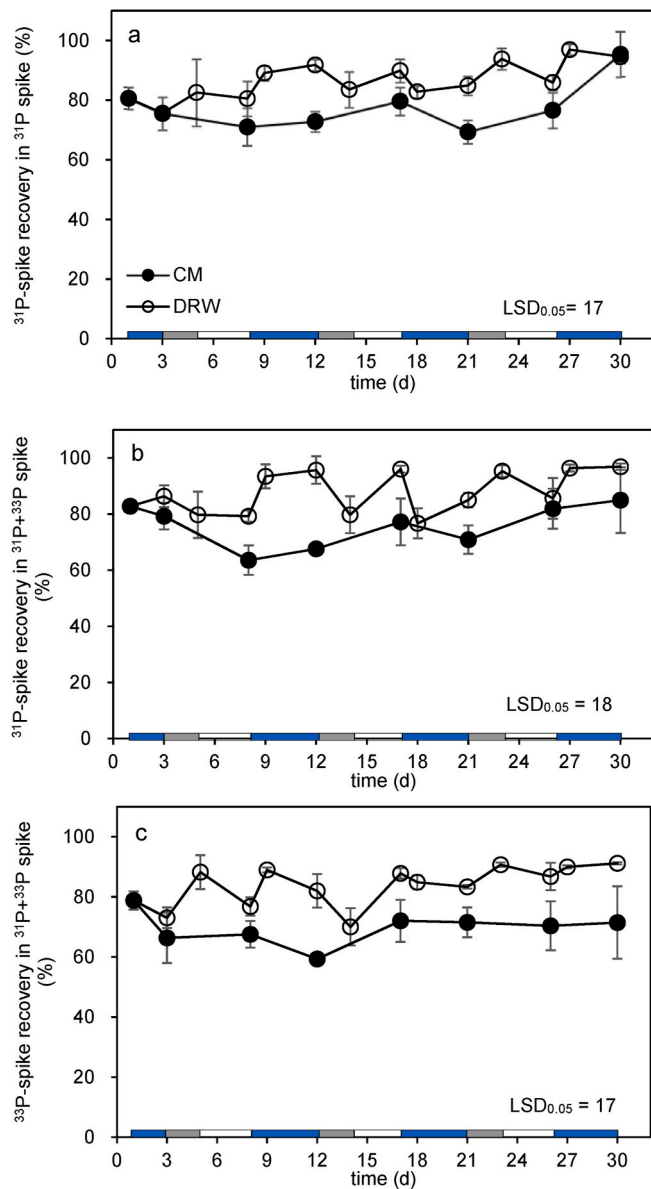 a
³¹P-spike recovery in ³¹P spike (%)
100
80
60
40
20
0
CM
DRW
LSD₀.₀₅= 17
0 3 6 9 12 15 18 21 24 27 30
time (d)
b
³¹P-spike recovery in ³¹P+³³P spike
(%)
100
80
60
40
20
0
LSD₀.₀₅ = 18
0 3 6 9 12 15 18 21 24 27 30
time (d)
c
³³P-spike recovery in ³¹P+³³P spike
(%)
100
80
60
40
20
0
LSD₀.₀₅ = 17
0 3 6 9 12 15 18 21 24 27 30
time (d)